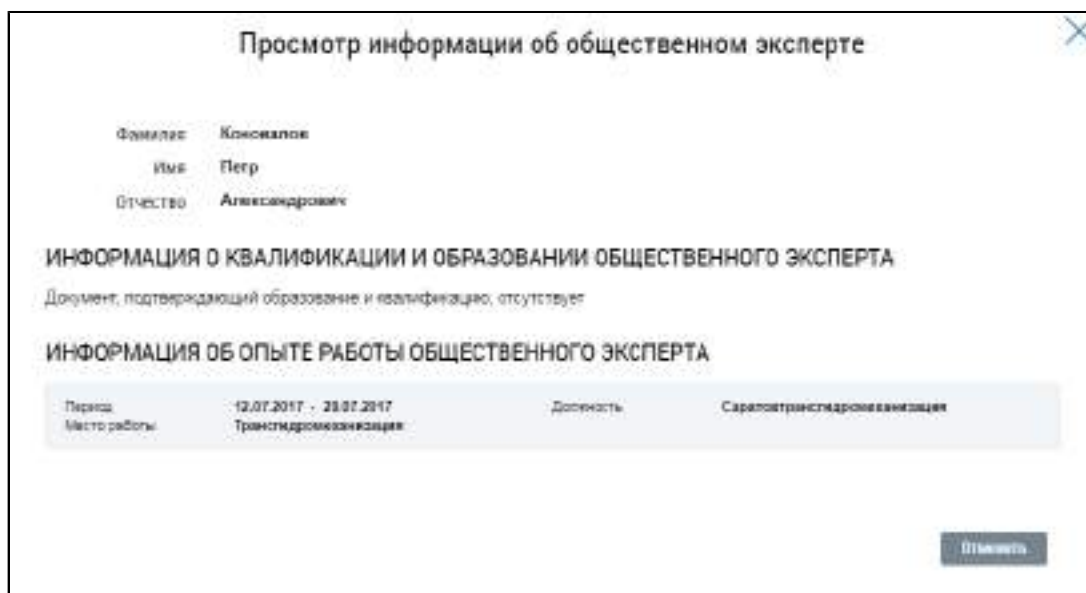 Просмотр информации об общественном эксперте
Фамилия Коновалов
Имя Петр
Отчество Александрович
ИНФОРМАЦИЯ О КВАЛИФИКАЦИИ И ОБРАЗОВАНИИ ОБЩЕСТВЕННОГО ЭКСПЕРТА
Документ, подтверждающий образование и квалификацию, отсутствует
ИНФОРМАЦИЯ ОБ ОПЫТЕ РАБОТЫ ОБЩЕСТВЕННОГО ЭКСПЕРТА
Период 12.07.2017 - 28.07.2017 Должность Саратовтрансгидромеханизация
Место работы Трансгидромеханизация
Отменить